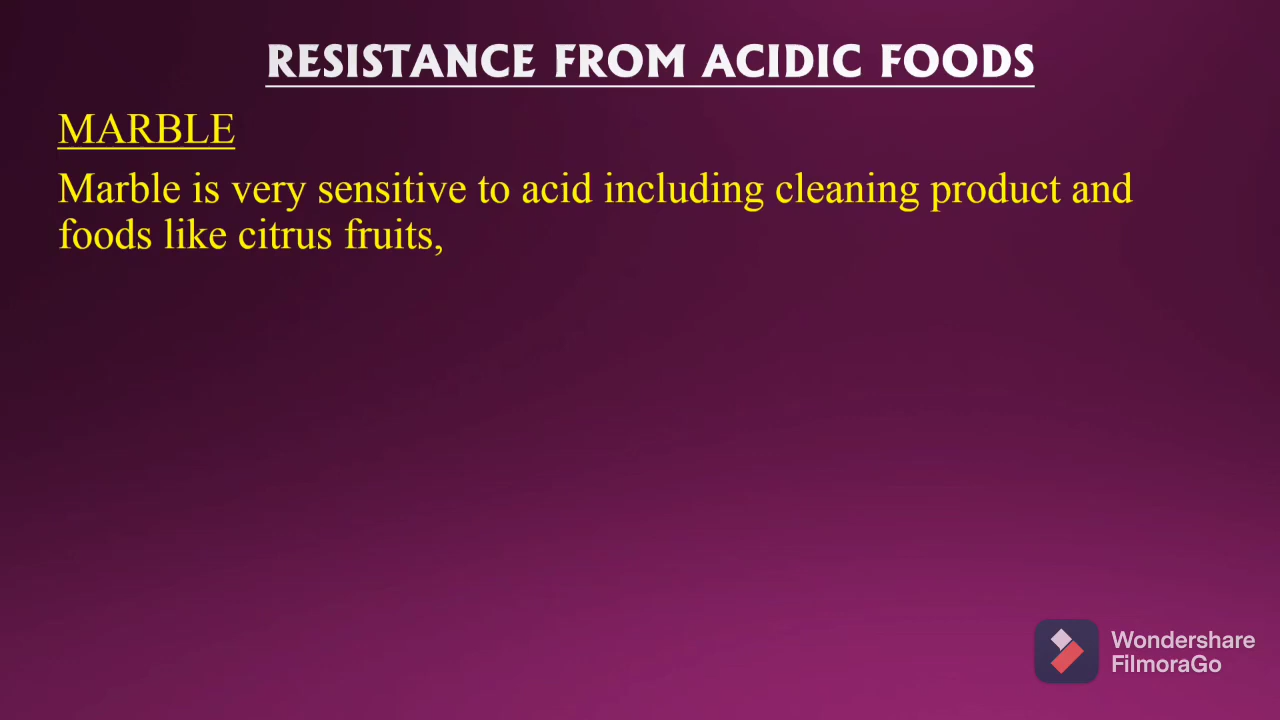 RESISTANCE FROM ACIDIC FOODS
MARBLE
Marble is very sensitive to acid including cleaning product and
foods like citrus fruits,
Wondershare
FilmoraGo